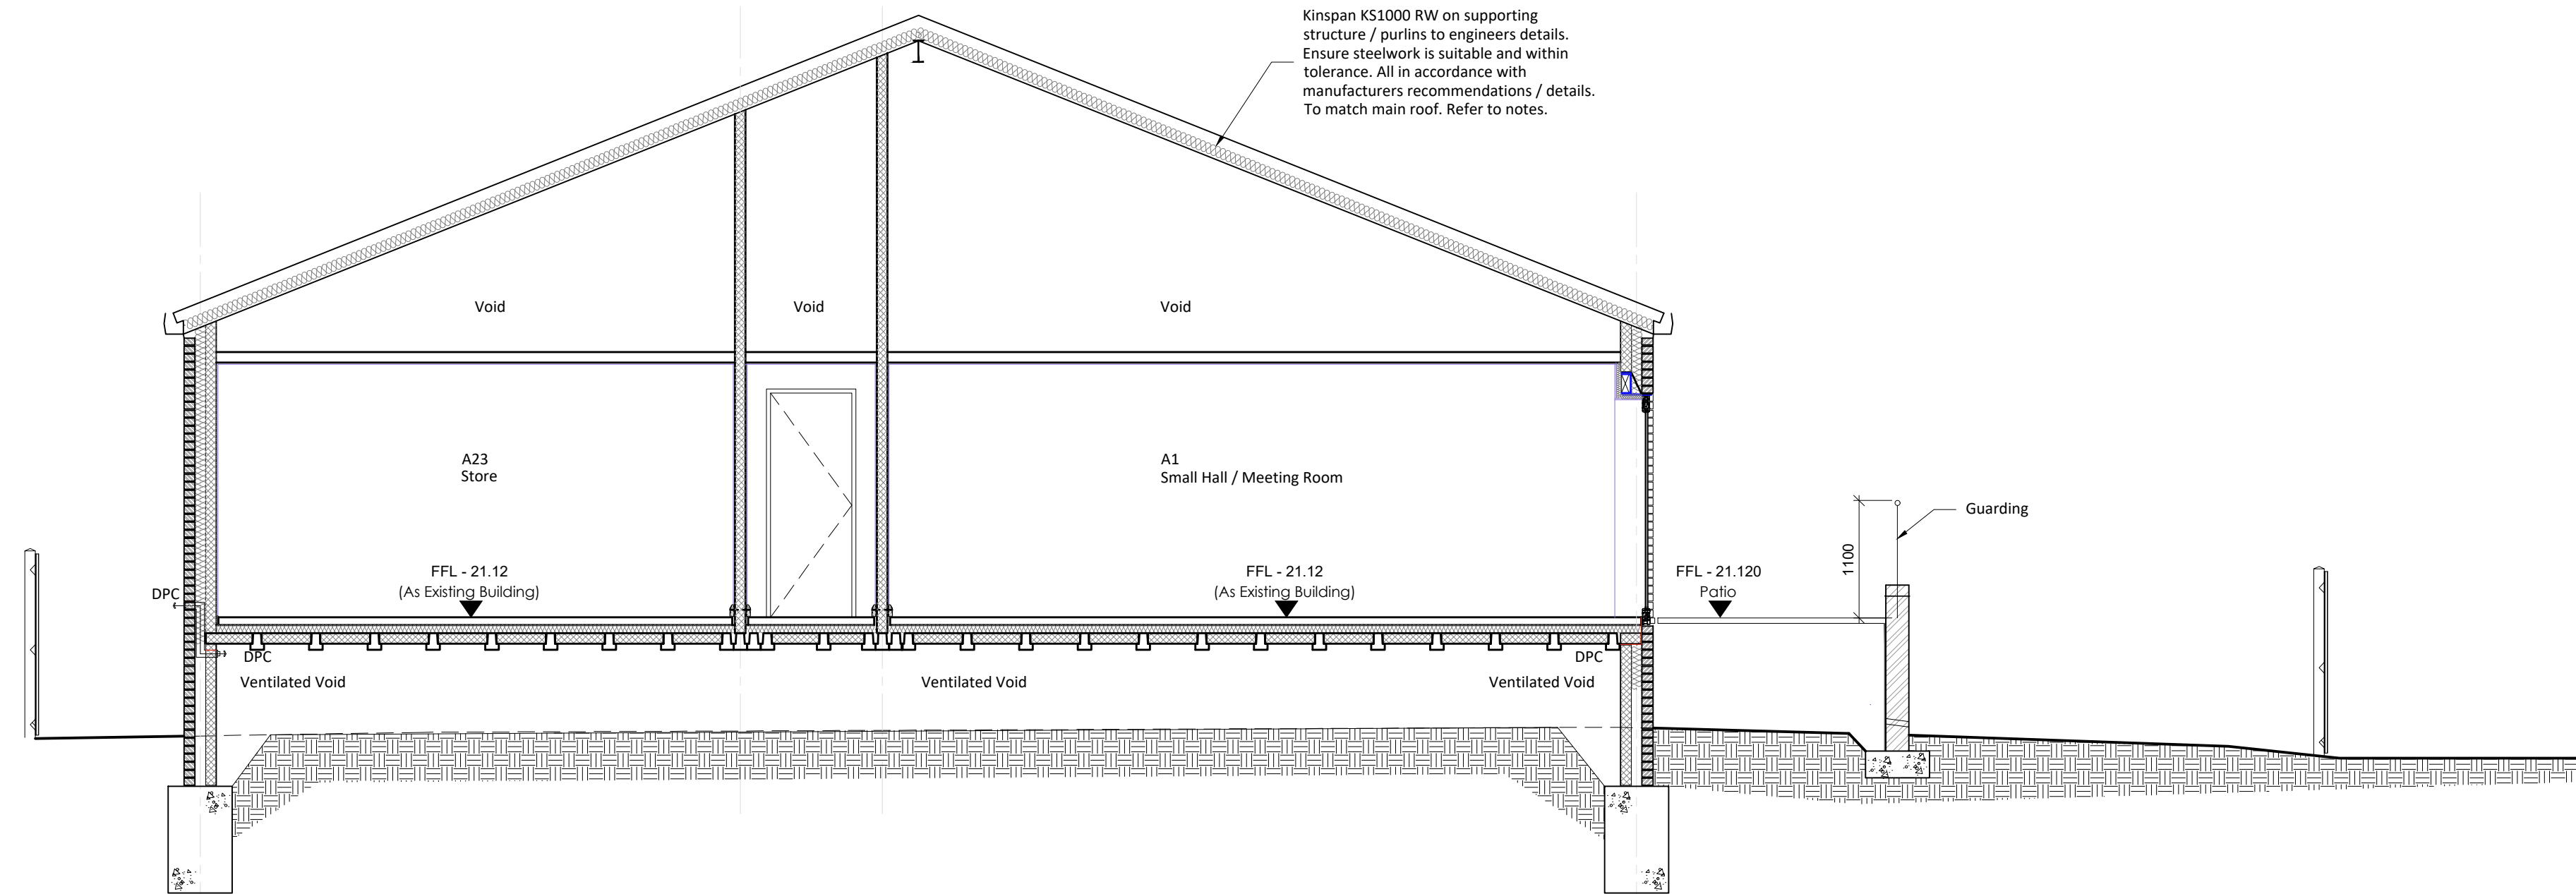 Kinspan KS1000 RW on supporting
structure / purlins to engineers details.
Ensure steelwork is suitable and within
tolerance. All in accordance with
manufacturers recommendations / details.
To match main roof. Refer to notes.
Void
Void
Void
A23
Store
A1
Small Hall / Meeting Room
Guarding
1100
FFL - 21.12
(As Existing Building)
FFL - 21.12
(As Existing Building)
FFL - 21.120
Patio
DPC
DPC
DPC
Ventilated Void
Ventilated Void
Ventilated Void